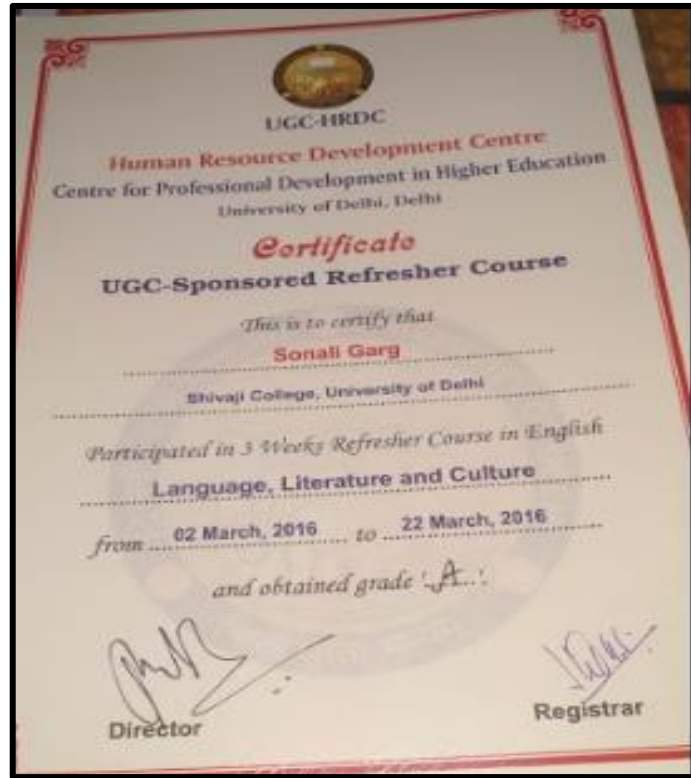 UGC-HRDC
Human Resource Development Centre
Centre for Professional Development in Higher Education
University of Delhi, Delhi
Certificate
UGC-Sponsored Refresher Course
This is to certify that
Sonali Garg
Shivaji College, University of Delhi
Participated in 3 Weeks Refresher Course in English
Language, Literature and Culture
from 02 March, 2016 to 22 March, 2016
and obtained grade 'A'
Director
Registrar